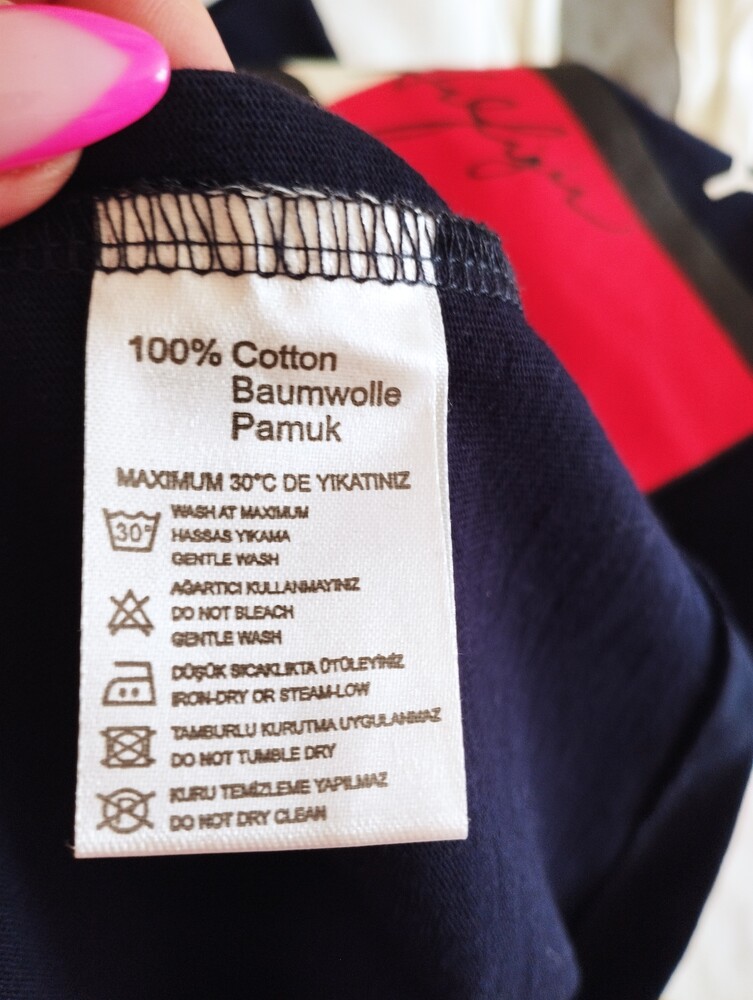 100% Cotton
Baumwolle
Pamuk
MAXIMUM 30°C DE YIKATINIZ
30°
WASH AT MAXIMUM
HASSAS YIKAMA
GENTLE WASH
AĞARTICI KULLANMAYINIZ
DO NOT BLEACH
GENTLE WASH
DÜŞÜK SICAKLIKTA ÜTÜLEYİNİZ
IRON-DRY OR STEAM-LOW
TAMBURLU KURUTMA UYGULANMAZ
DO NOT TUMBLE DRY
P
KURU TEMİZLEME YAPILMAZ
DO NOT DRY CLEAN